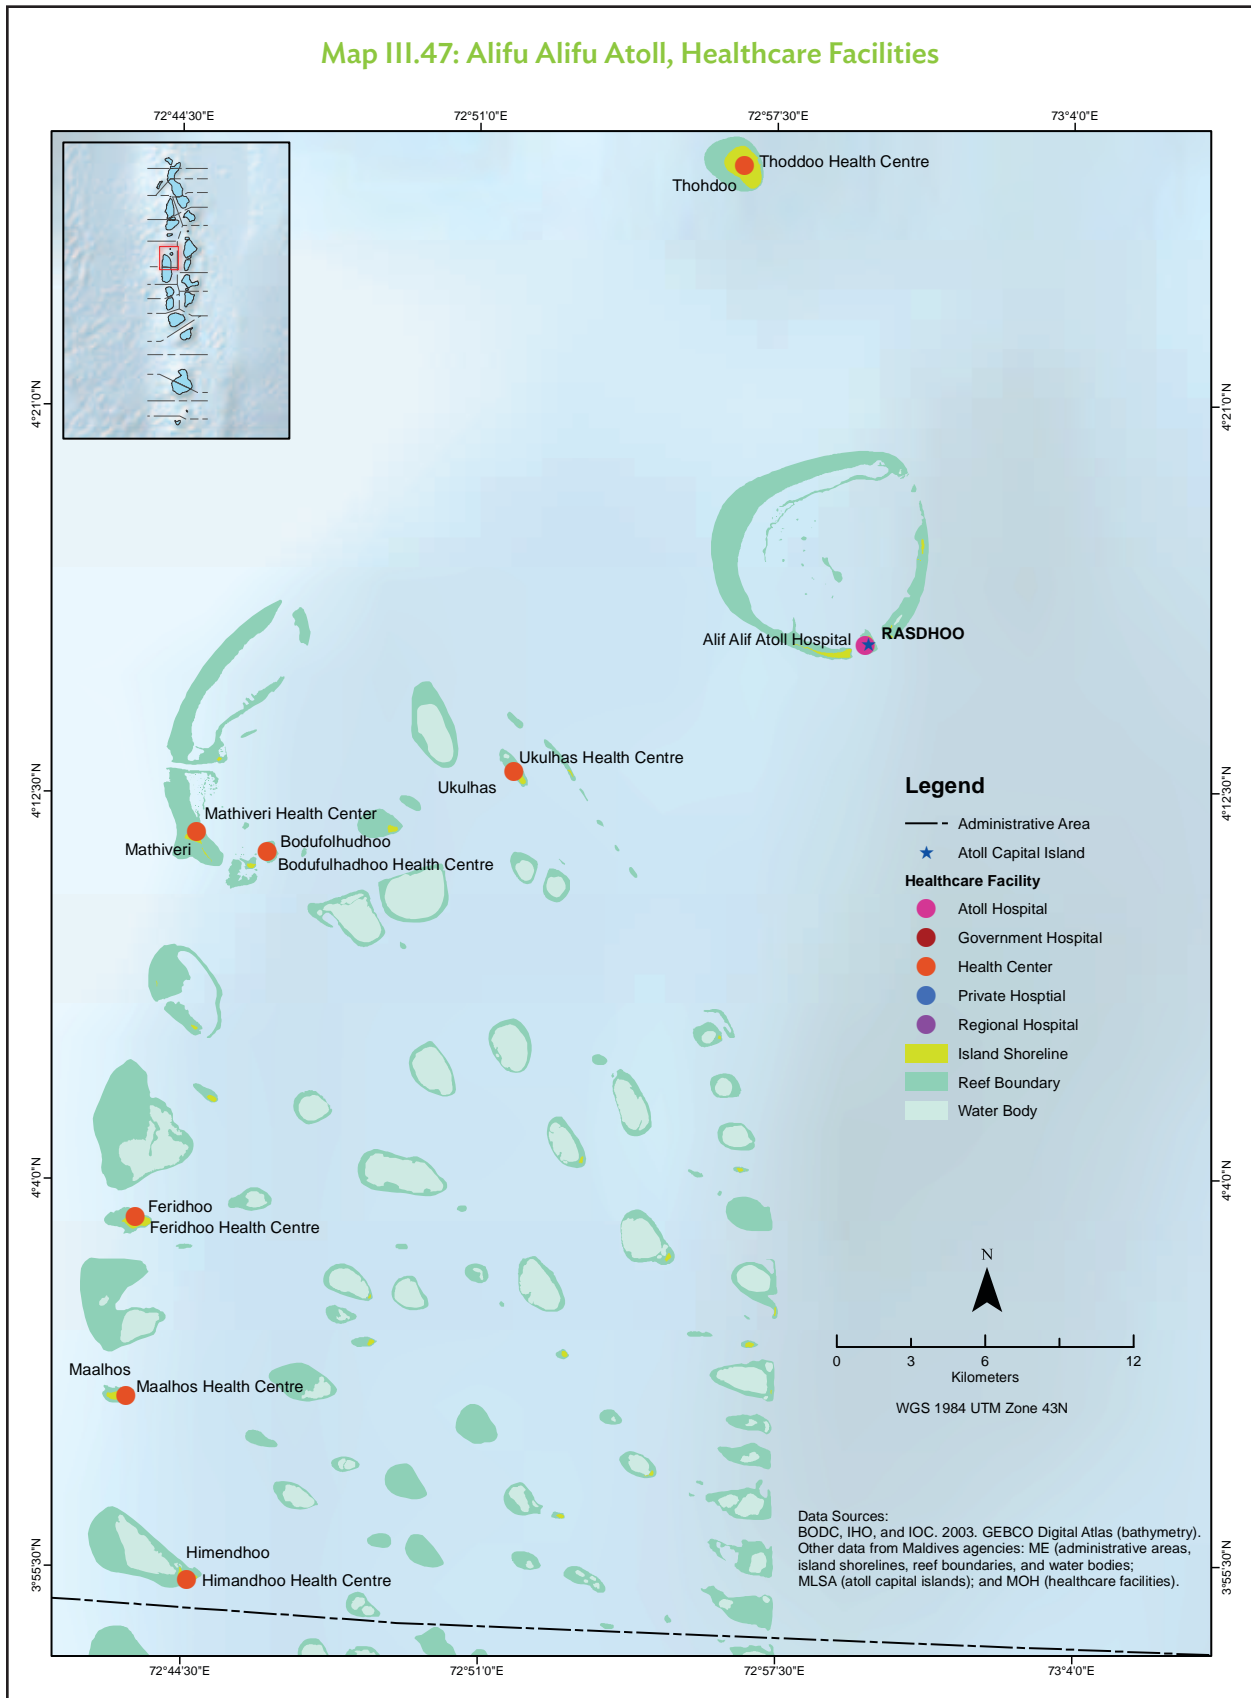 Map III.47: Alifu Alifu Atoll, Healthcare Facilities
72°44'30"E
72°51'0"E
72°57'30"E
73°4'0"E
Thoddoo Health Centre
Thohdoo
4°21'0"N
4°21'0"N
Alif Alif Atoll Hospital
RASDHOO
Ukulhas Health Centre
Ukulhas
4°12'30"N
4°12'30"N
Mathiveri Health Center
Mathiveri
Bodufolhudhoo
Bodufulhadhoo Health Centre
Legend
Administrative Area
Atoll Capital Island
Healthcare Facility
Atoll Hospital
Government Hospital
Health Center
Private Hosptial
Regional Hospital
Island Shoreline
Reef Boundary
Water Body
4°4'0"N
4°4'0"N
Feridhoo
Feridhoo Health Centre
N
0 3 6 12
Kilometers
WGS 1984 UTM Zone 43N
Maalhos
Maalhos Health Centre
Data Sources:
BODC, IHO, and IOC. 2003. GEBCO Digital Atlas (bathymetry).
Other data from Maldives agencies: ME (administrative areas,
island shorelines, reef boundaries, and water bodies;
MLSA (atoll capital islands); and MOH (healthcare facilities).
Himendhoo
Himandhoo Health Centre
3°55'30"N
3°55'30"N
72°44'30"E
72°51'0"E
72°57'30"E
73°4'0"E